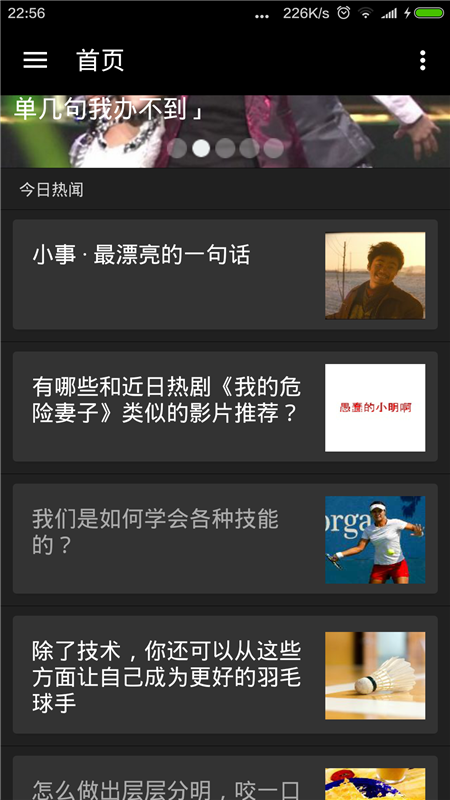 22:56
... 226K/s
首页
单几句我办不到」
今日热闻
小事 · 最漂亮的一句话
有哪些和近日热剧《我的危
险妻子》类似的影片推荐？
愚蠢的小明啊
我们是如何学会各种技能
的？
orga
除了技术，你还可以从这些
方面让自己成为更好的羽毛
球手
怎么做出层层分明，咬一口